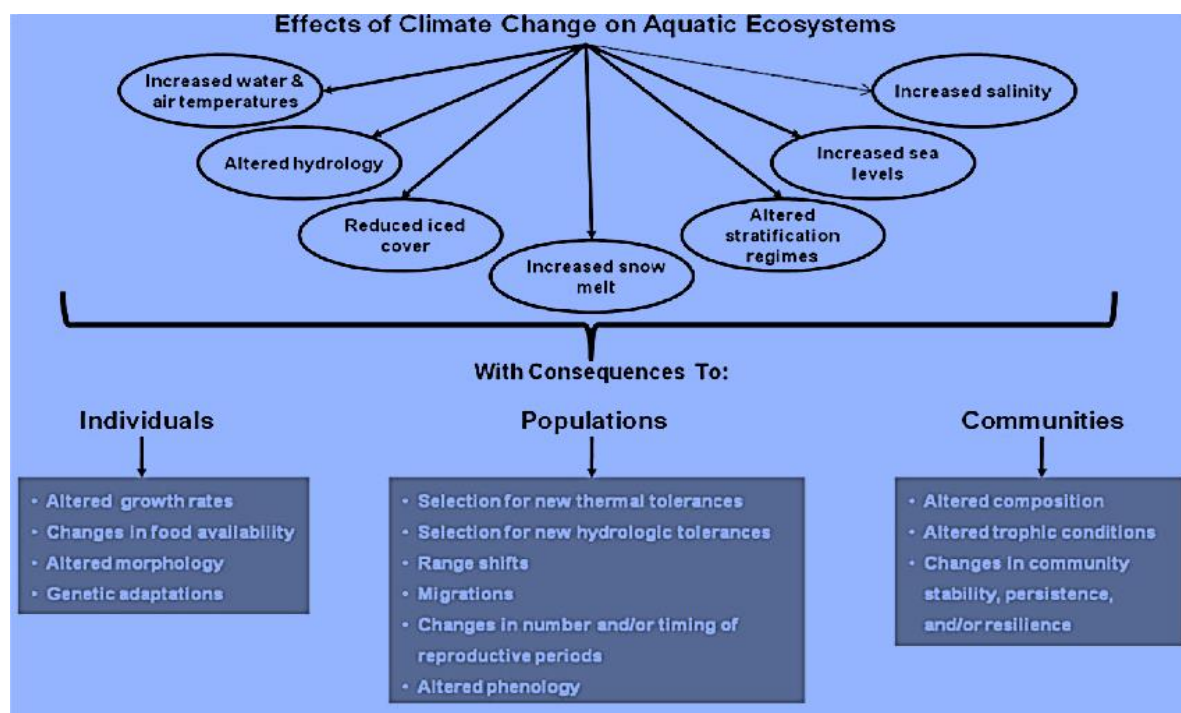 Effects of Climate Change on Aquatic Ecosystems
Increased water &
air temperatures
Increased salinity
Altered hydrology
Increased sea
levels
Reduced iced
cover
Altered
stratification
regimes
Increased snow
melt
With Consequences To:
Individuals
• Altered growth rates
• Changes in food availability
• Altered morphology
• Genetic adaptations
Populations
• Selection for new thermal tolerances
• Selection for new hydrologic tolerances
• Range shifts
• Migrations
• Changes in number and/or timing of
reproductive periods
• Altered phenology
Communities
• Altered composition
• Altered trophic conditions
• Changes in community
stability, persistence,
and/or resilience